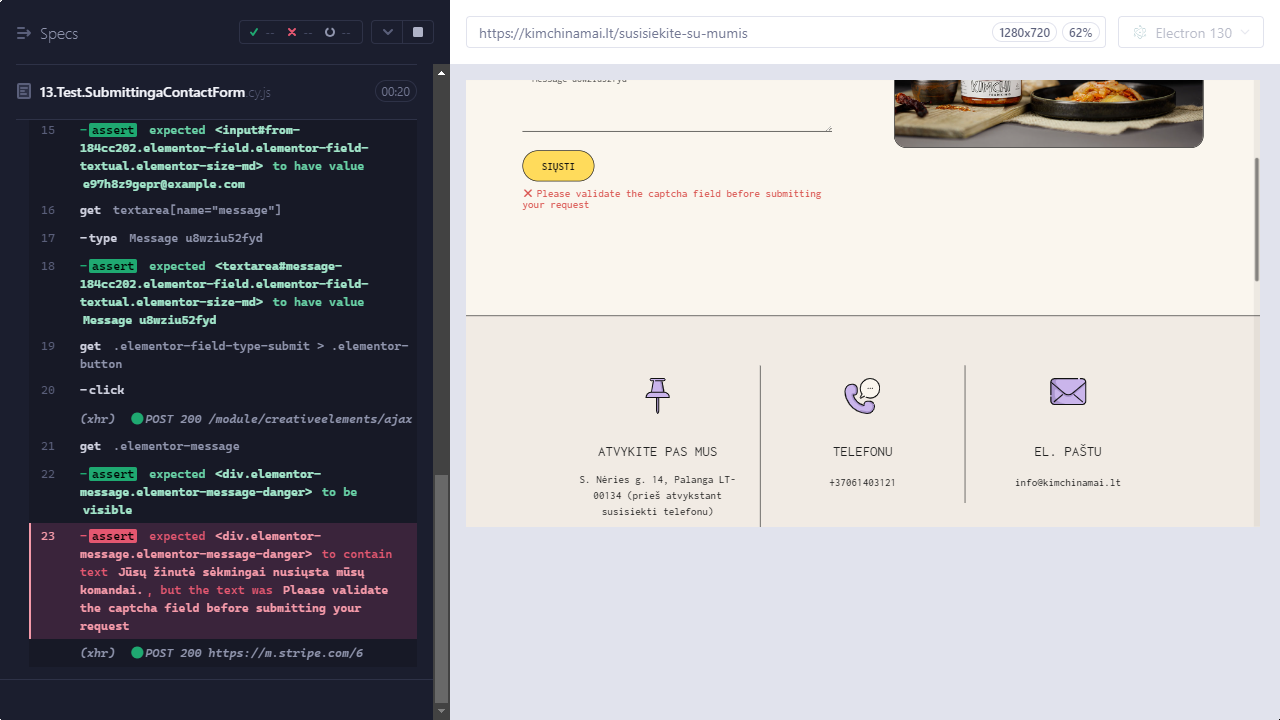 Specs
-- -- --
https://kimchinamai.lt/susisiekite-su-mumis
1280x720
62%
Electron 130
13.Test.SubmittingaContactForm.cy.js
00:20
15 -assert expected <input#from-
184cc202.elementor-field.elementor-field-
textual.elementor-size-md> to have value
e97h8z9gepr@example.com
16 get textarea[name="message"]
17 -type Message u8wziu52fyd
18 -assert expected <textarea#message-
184cc202.elementor-field.elementor-field-
textual.elementor-size-md> to have value
Message u8wziu52fyd
19 get .elementor-field-type-submit > .elementor-
button
20 -click
(xhr) POST 200 /module/creativeelements/ajax
21 get .elementor-message
22 -assert expected <div.elementor-
message.elementor-message-danger> to be
visible
23 -assert expected <div.elementor-
message.elementor-message-danger> to contain
text Jūsų žinutė sėkmingai nusiųsta mūsų
komandai., but the text was Please validate
the captcha field before submitting your
request
(xhr) POST 200 https://m.stripe.com/6
Message u8wziu52fyd
KIMCHI
SIŲSTI
Please validate the captcha field before submitting
your request
ATVYKITE PAS MUS
S. Nėries g. 14, Palanga LT-
00134 (prieš atvykstant
susisiekti telefonu)
TELEFONU
+37061403121
EL. PAŠTU
info@kimchinamai.lt